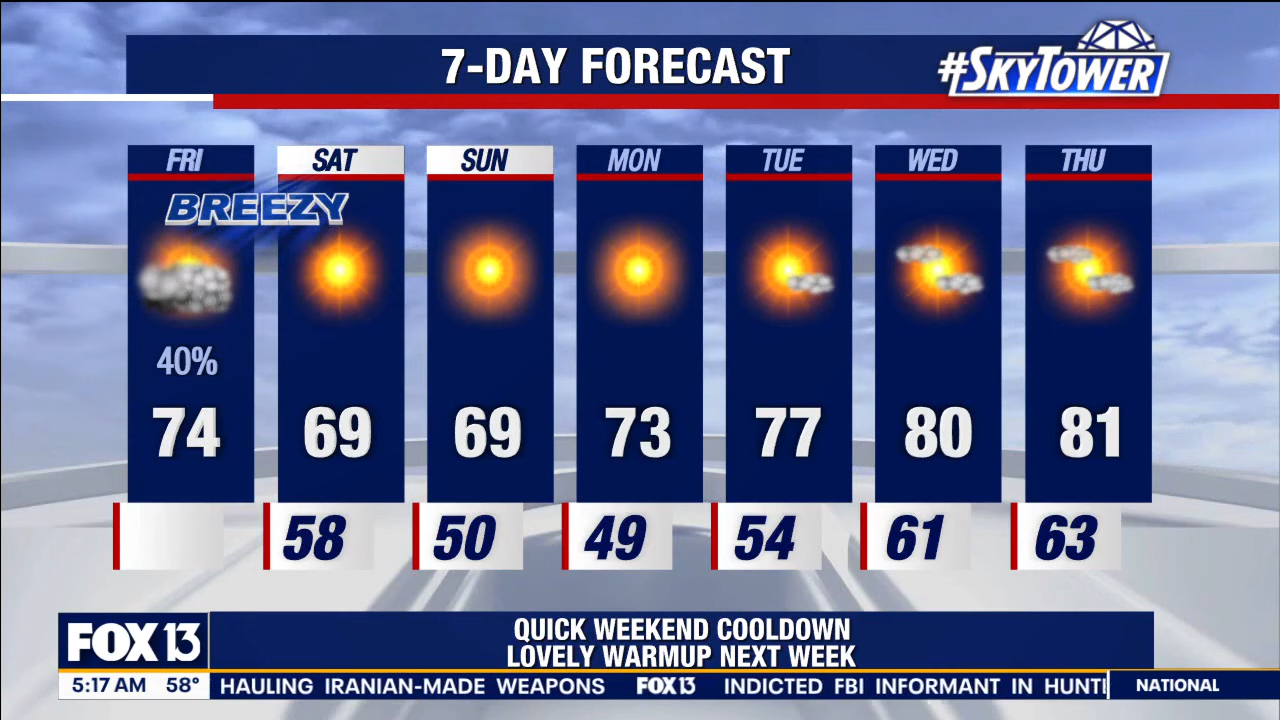 7-DAY FORECAST
#SKYTOWER
FRI SAT SUN MON TUE WED THU
BREEZY
40%
74 69 69 73 77 80 81
58 50 49 54 61 63
FOX 13
QUICK WEEKEND COOLDOWN
LOVELY WARMUP NEXT WEEK
5:17 AM 58° HAULING IRANIAN-MADE WEAPONS FOX 13 INDICTED FBI INFORMANT IN HUNT NATIONAL